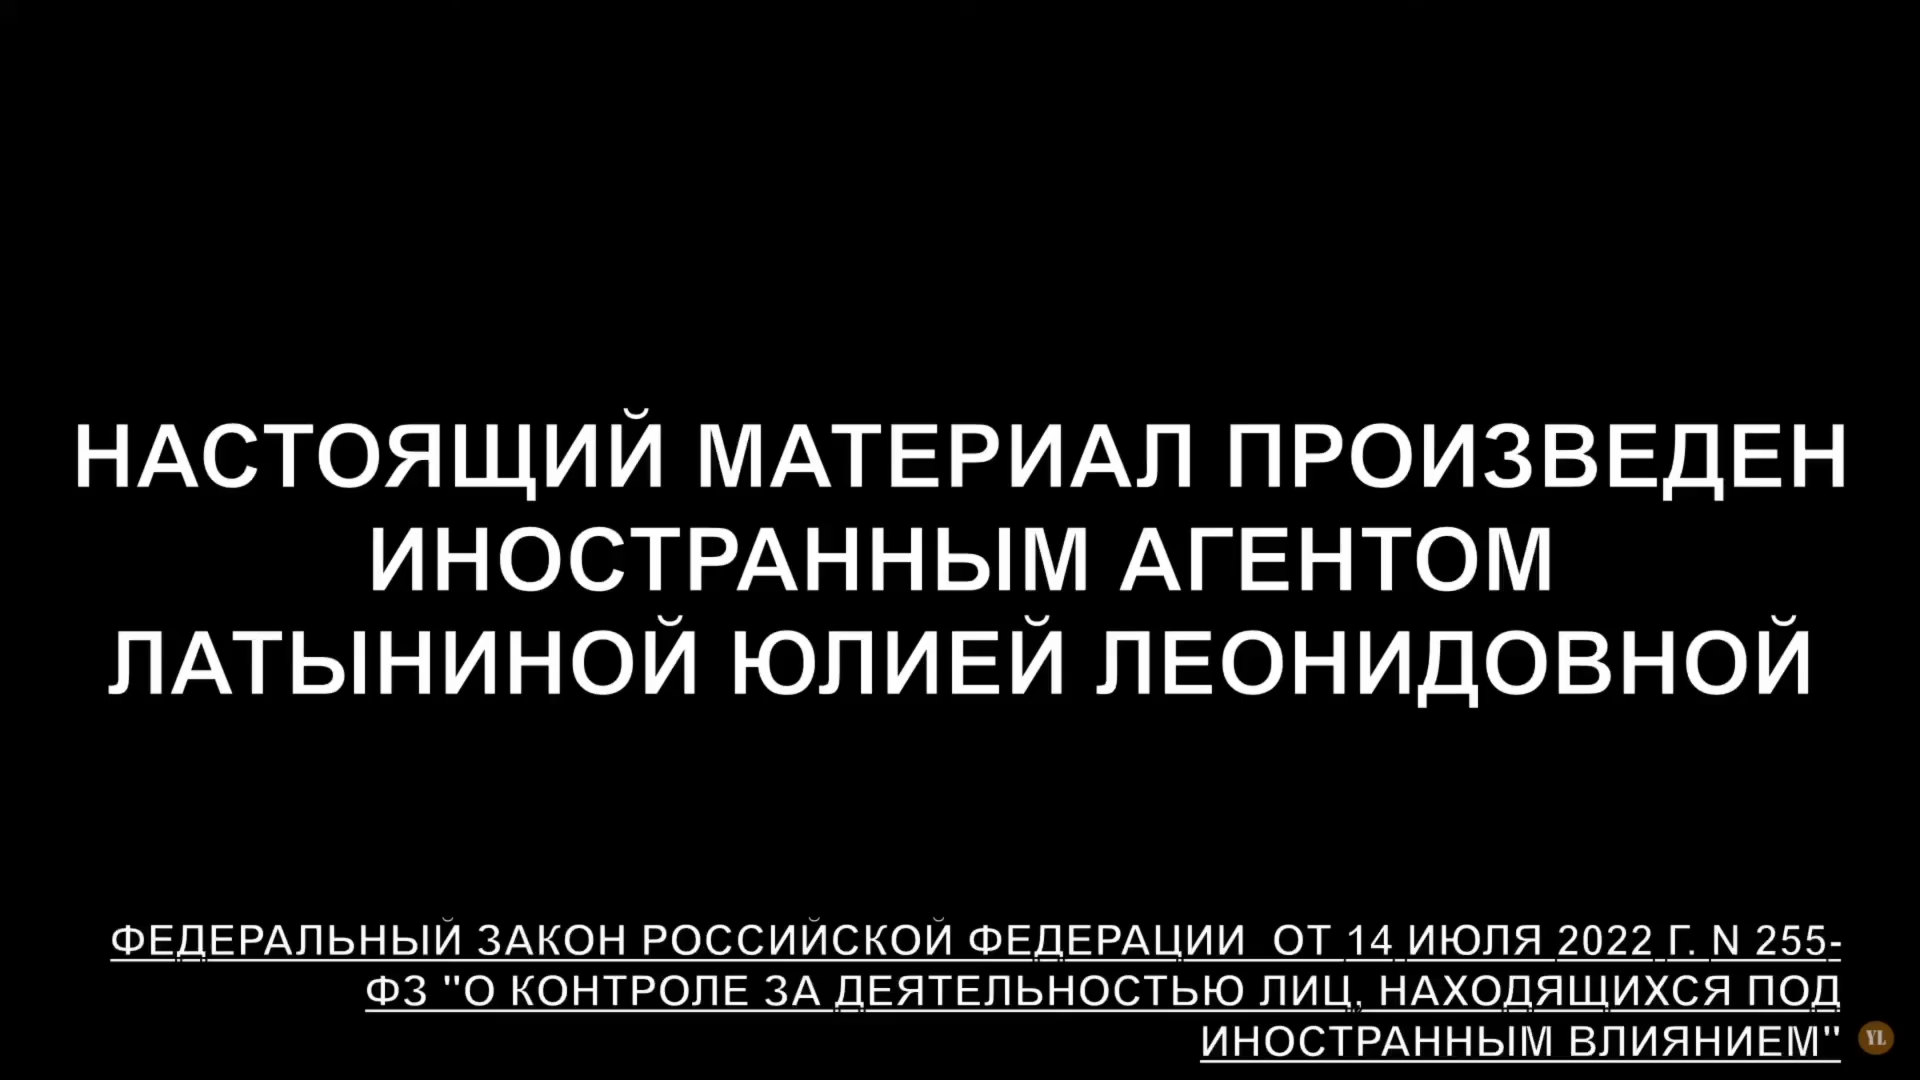 НАСТОЯЩИЙ МАТЕРИАЛ ПРОИЗВЕДЕН
ИНОСТРАННЫМ АГЕНТОМ
ЛАТЫНИНОЙ ЮЛИЕЙ ЛЕОНИДОВНОЙ
ФЕДЕРАЛЬНЫЙ ЗАКОН РОССИЙСКОЙ ФЕДЕРАЦИИ  ОТ 14 ИЮЛЯ 2022 Г. N 255-
ФЗ "О КОНТРОЛЕ ЗА ДЕЯТЕЛЬНОСТЬЮ ЛИЦ, НАХОДЯЩИХСЯ ПОД
ИНОСТРАННЫМ ВЛИЯНИЕМ"
YL